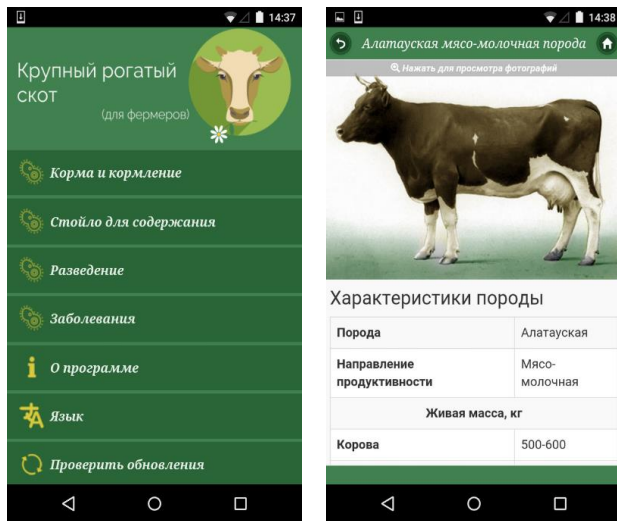 14:37
Крупный рогатый
скот
(для фермеров)
Корма и кормление
Стойло для содержания
Разведение
Заболевания
О программе
Язык
Проверить обновления
14:38
Алатауская мясо-молочная порода
Нажать для просмотра фотографий
Характеристики породы
Порода Алатауская
Направление Мясо-
продуктивности молочная
Живая масса, кг
Корова 500-600